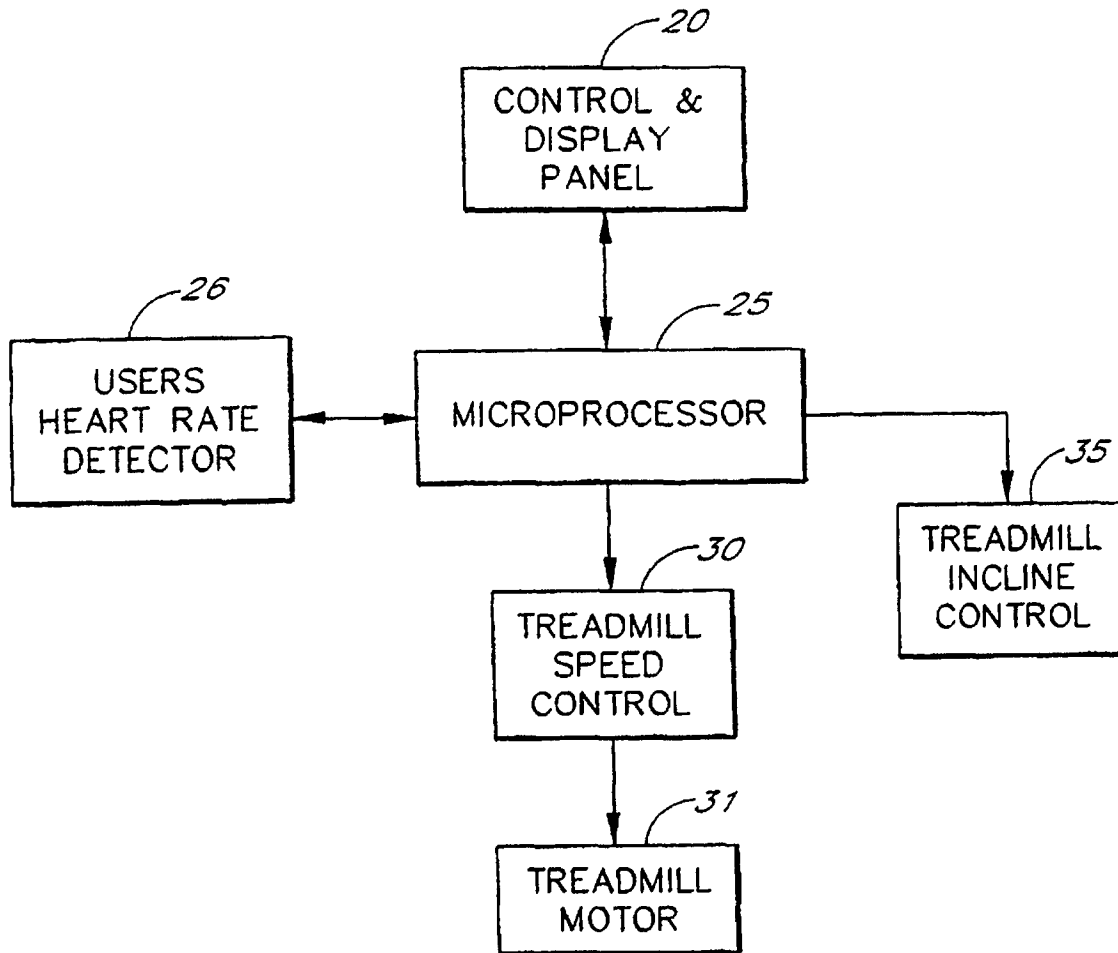 20
CONTROL &
DISPLAY
PANEL
26
USERS
HEART RATE
DETECTOR
25
MICROPROCESSOR
35
TREADMILL
INCLINE
CONTROL
30
TREADMILL
SPEED
CONTROL
31
TREADMILL
MOTOR